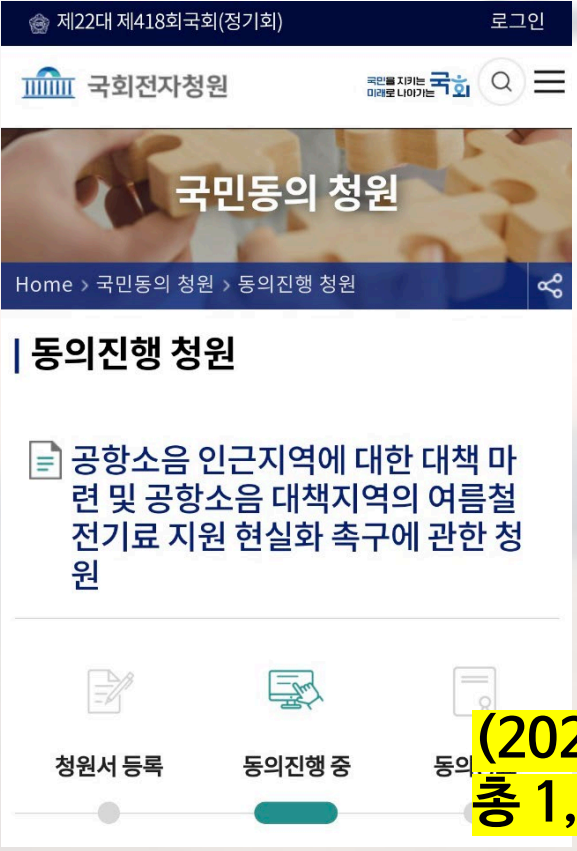 제22대 제418회국회(정기회) 로그인
국회전자청원
국민을 지키는 국회
미래로 나아가는
국민동의 청원
Home > 국민동의 청원 > 동의진행 청원
동의진행 청원
공항소음 인근지역에 대한 대책 마
련 및 공항소음 대책지역의 여름철
전기료 지원 현실화 촉구에 관한 청
원
청원서 등록 동의진행 중
(202
총 1,